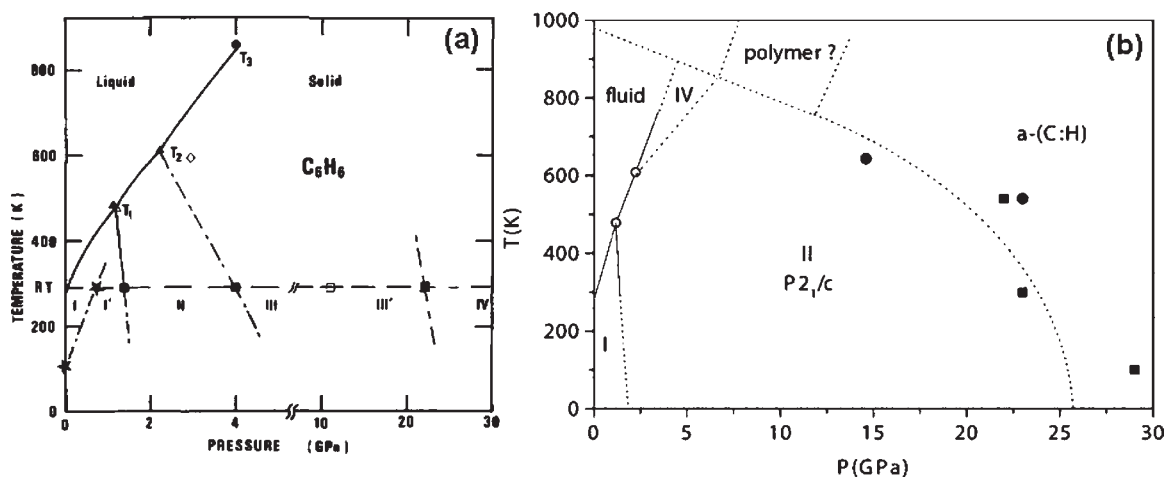 (a)
800
600
400
RT
200
0
TEMPERATURE (K)
Liquid
Solid
T3
T2
C6H6
T1
I
I'
II
III
III'
IV
0
2
4
10
20
30
PRESSURE (GPa)
(b)
1000
800
600
400
200
0
T(K)
polymer ?
fluid
IV
a-(C:H)
II
P2₁/c
I
0
5
10
15
20
25
30
P(GPa)